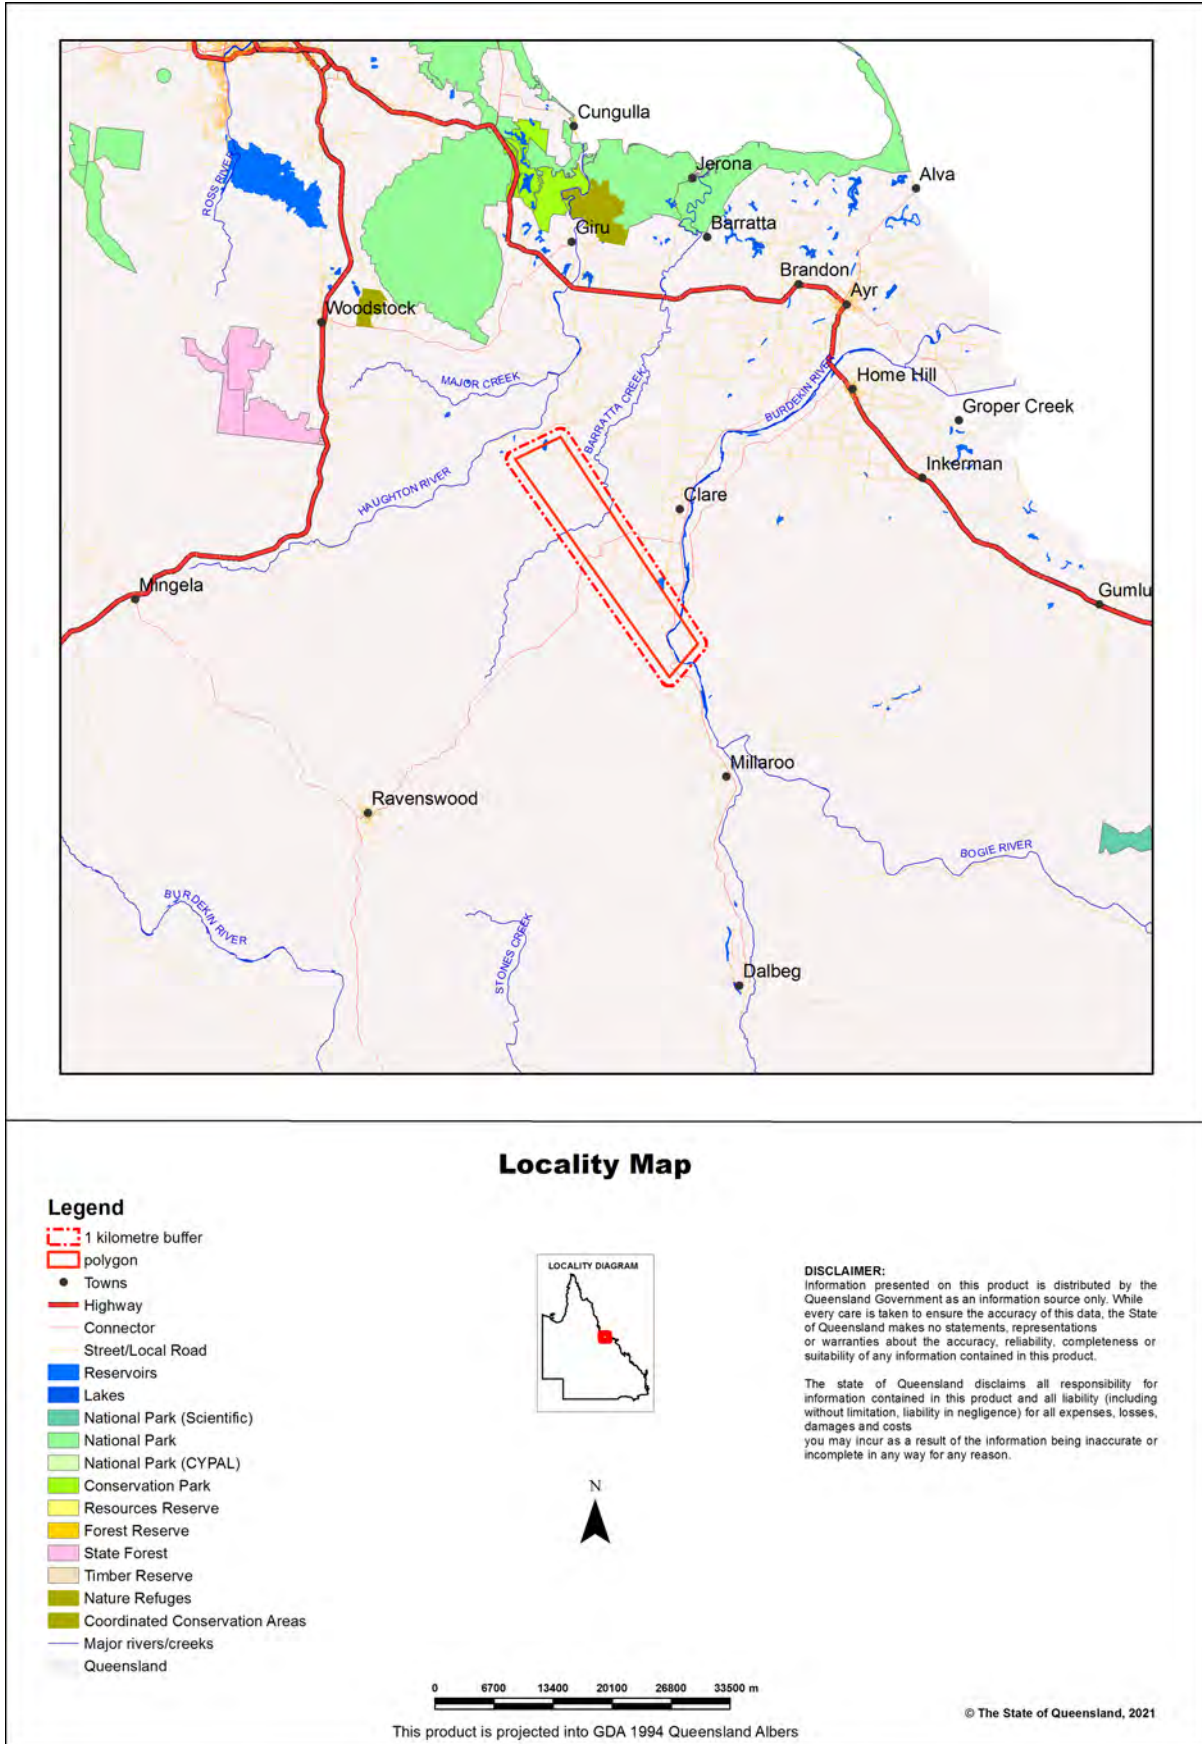 Cungulla
Jerona
Alva
ROSS RIVER
Giru
Barratta
Brandon
Ayr
Woodstock
MAJOR CREEK
BARRATTA CREEK
BURDEKIN RIVER
Home Hill
Groper Creek
HAUGHTON RIVER
Inkerman
Clare
Mingela
Gumlu
Millaroo
Ravenswood
BOGIE RIVER
BURDEKIN RIVER
STONES CREEK
Dalbeg
Locality Map
Legend
1 kilometre buffer
polygon
Towns
Highway
Connector
Street/Local Road
Reservoirs
Lakes
National Park (Scientific)
National Park
National Park (CYPAL)
Conservation Park
Resources Reserve
Forest Reserve
State Forest
Timber Reserve
Nature Refuges
Coordinated Conservation Areas
Major rivers/creeks
Queensland
LOCALITY DIAGRAM
N
DISCLAIMER:
Information presented on this product is distributed by the
Queensland Government as an information source only. While
every care is taken to ensure the accuracy of this data, the State
of Queensland makes no statements, representations
or warranties about the accuracy, reliability, completeness or
suitability of any information contained in this product.
The state of Queensland disclaims all responsibility for
information contained in this product and all liability (including
without limitation, liability in negligence) for all expenses, losses,
damages and costs
you may incur as a result of the information being inaccurate or
incomplete in any way for any reason.
0 6700 13400 20100 26800 33500 m
This product is projected into GDA 1994 Queensland Albers
© The State of Queensland, 2021